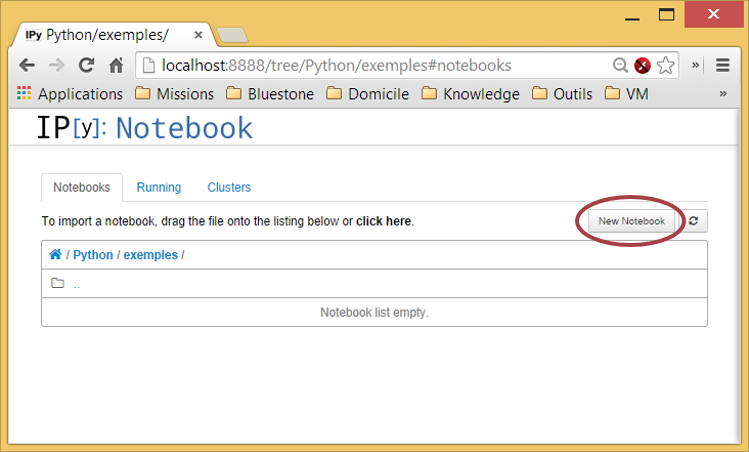 IPy Python/exemples/
localhost:8888/tree/Python/exemples#notebooks
Applications Missions Bluestone Domicile Knowledge Outils VM »
IP[y]: Notebook
Notebooks Running Clusters
To import a notebook, drag the file onto the listing below or click here. New Notebook
/ Python / exemples /
..
Notebook list empty.